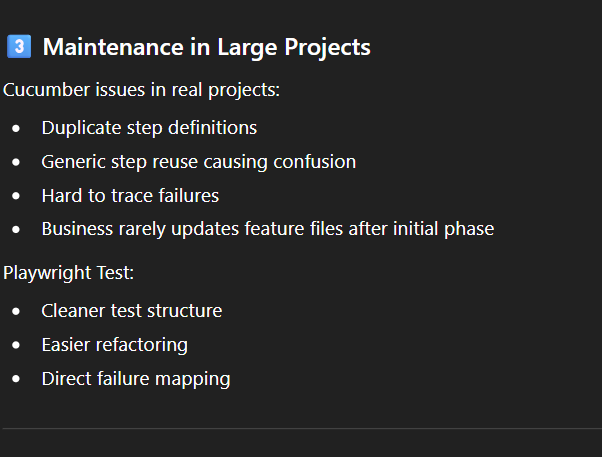 3 Maintenance in Large Projects
Cucumber issues in real projects:
• Duplicate step definitions
• Generic step reuse causing confusion
• Hard to trace failures
• Business rarely updates feature files after initial phase
Playwright Test:
• Cleaner test structure
• Easier refactoring
• Direct failure mapping